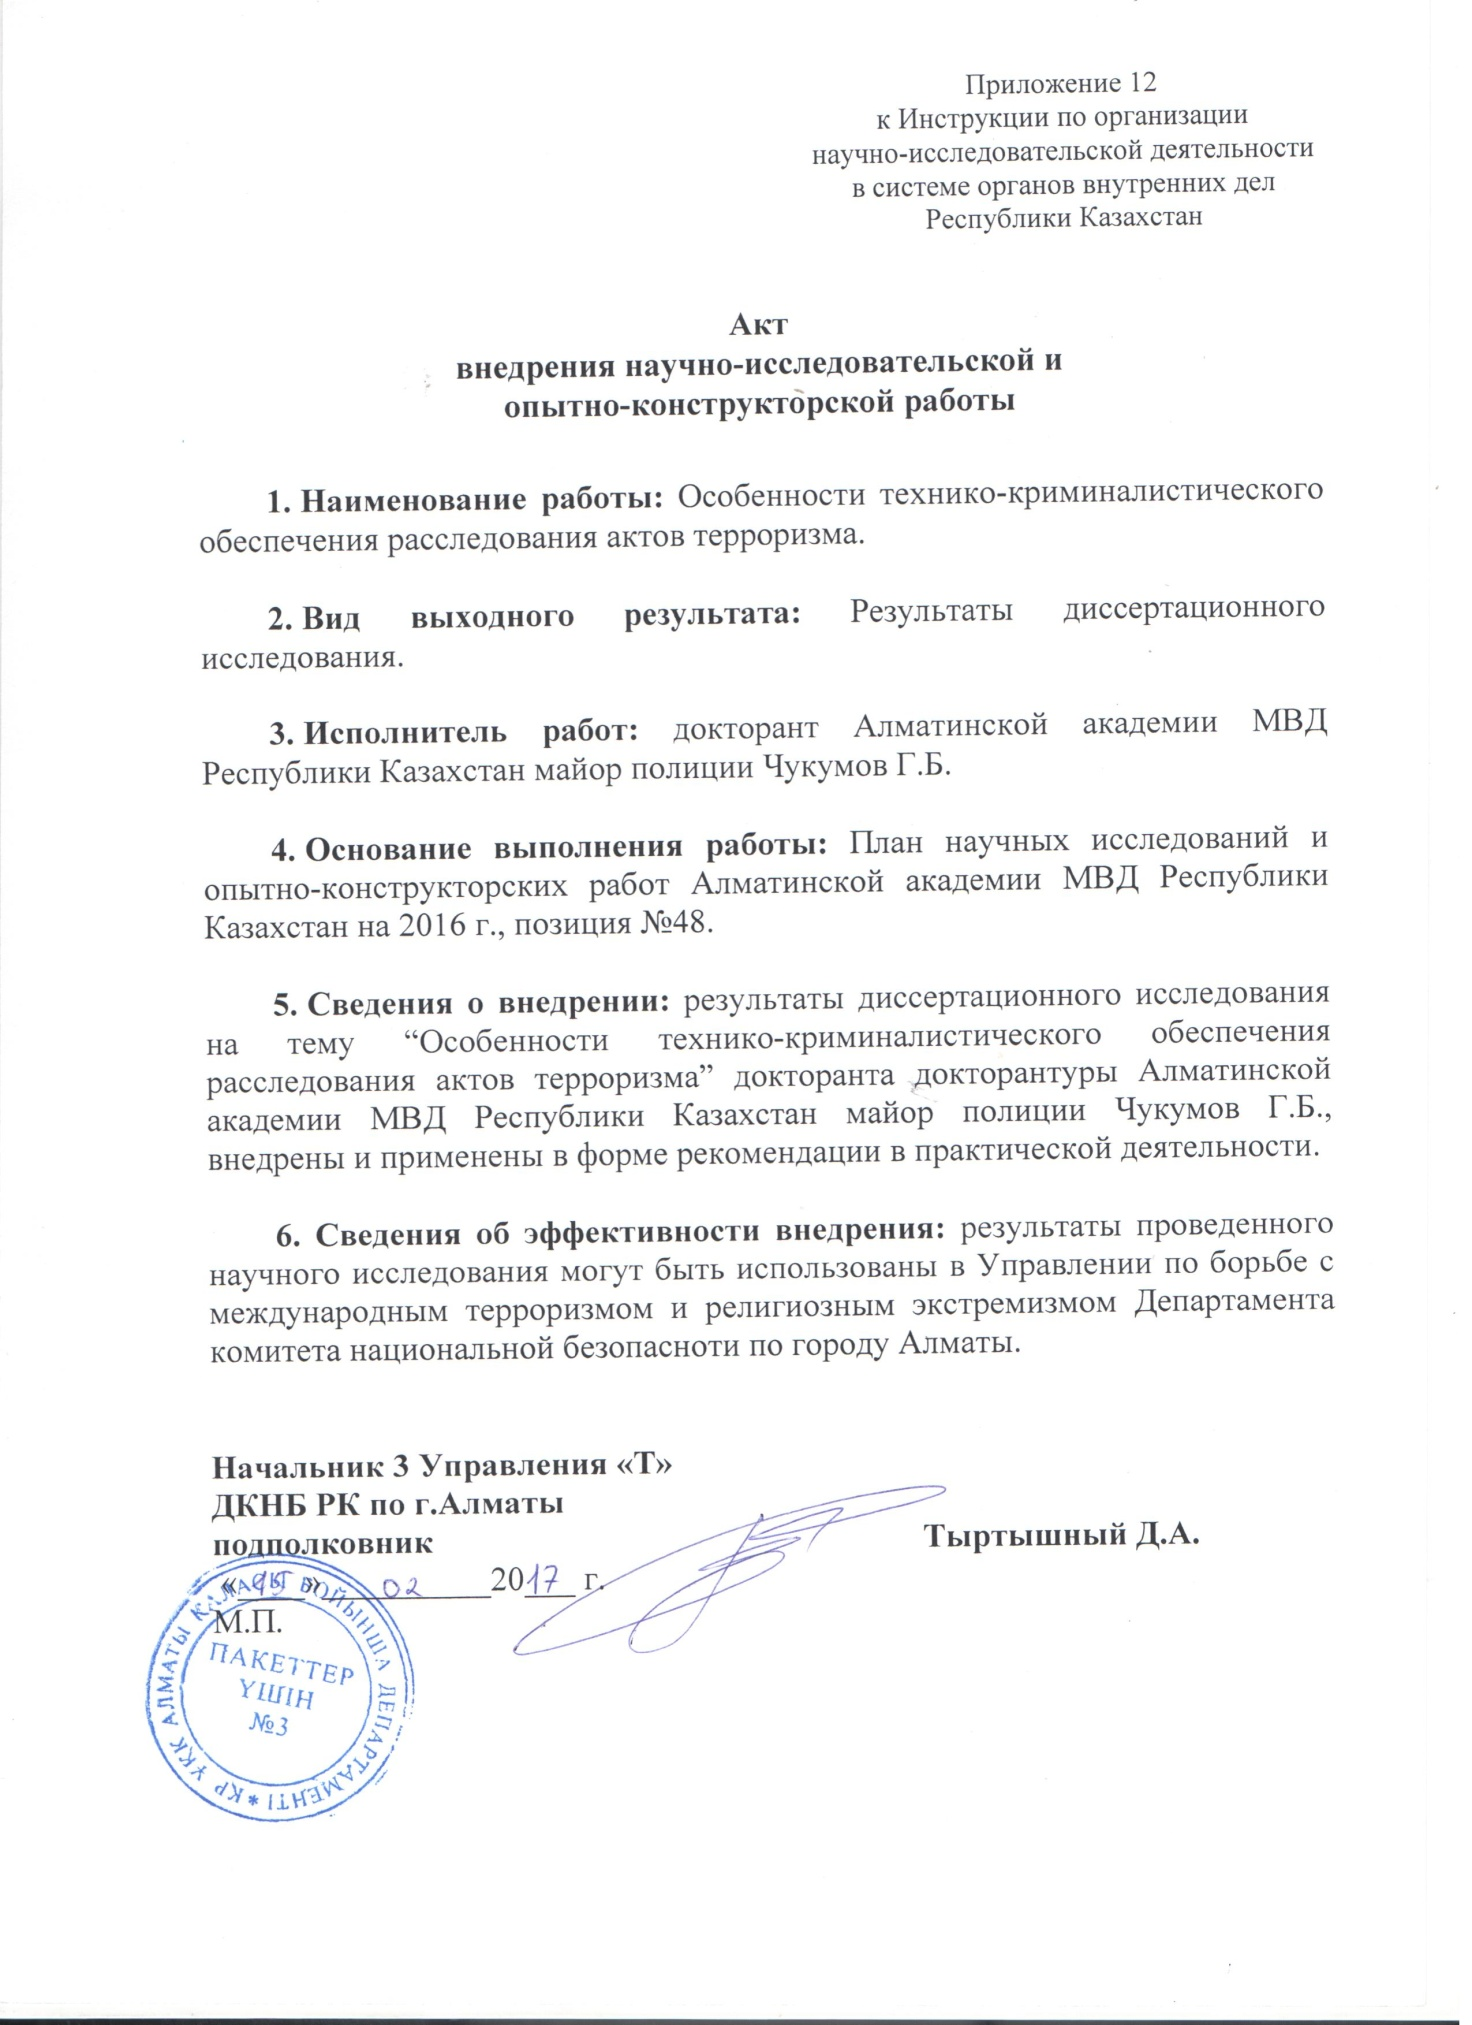 Приложение 12
к Инструкции по организации
научно-исследовательской деятельности
в системе органов внутренних дел
Республики Казахстан
Акт
внедрения научно-исследовательской и
опытно-конструкторской работы
1. Наименование работы: Особенности технико-криминалистического
обеспечения расследования актов терроризма.
2. Вид выходного результата: Результаты диссертационного
исследования.
3. Исполнитель работ: докторант Алматинской академии МВД
Республики Казахстан майор полиции Чукумов Г.Б.
4. Основание выполнения работы: План научных исследований и
опытно-конструкторских работ Алматинской академии МВД Республики
Казахстан на 2016 г., позиция №48.
5. Сведения о внедрении: результаты диссертационного исследования
на тему “Особенности технико-криминалистического обеспечения
расследования актов терроризма” докторанта докторантуры Алматинской
академии МВД Республики Казахстан майор полиции Чукумов Г.Б.,
внедрены и применены в форме рекомендации в практической деятельности.
6. Сведения об эффективности внедрения: результаты проведенного
научного исследования могут быть использованы в Управлении по борьбе с
международным терроризмом и религиозным экстремизмом Департамента
комитета национальной безопасноти по городу Алматы.
Начальник 3 Управления «Т»
ДКНБ РК по г.Алматы
подполковник
Тыртышный Д.А.
«____» 02 2017 г.
М.П.
ҚР ҰҚК АЛМАТЫ ҚАЛАСЫ БОЙЫНША ДЕПАРТАМЕНТІ *
ПАКЕТТЕР
ҮШІН
№3